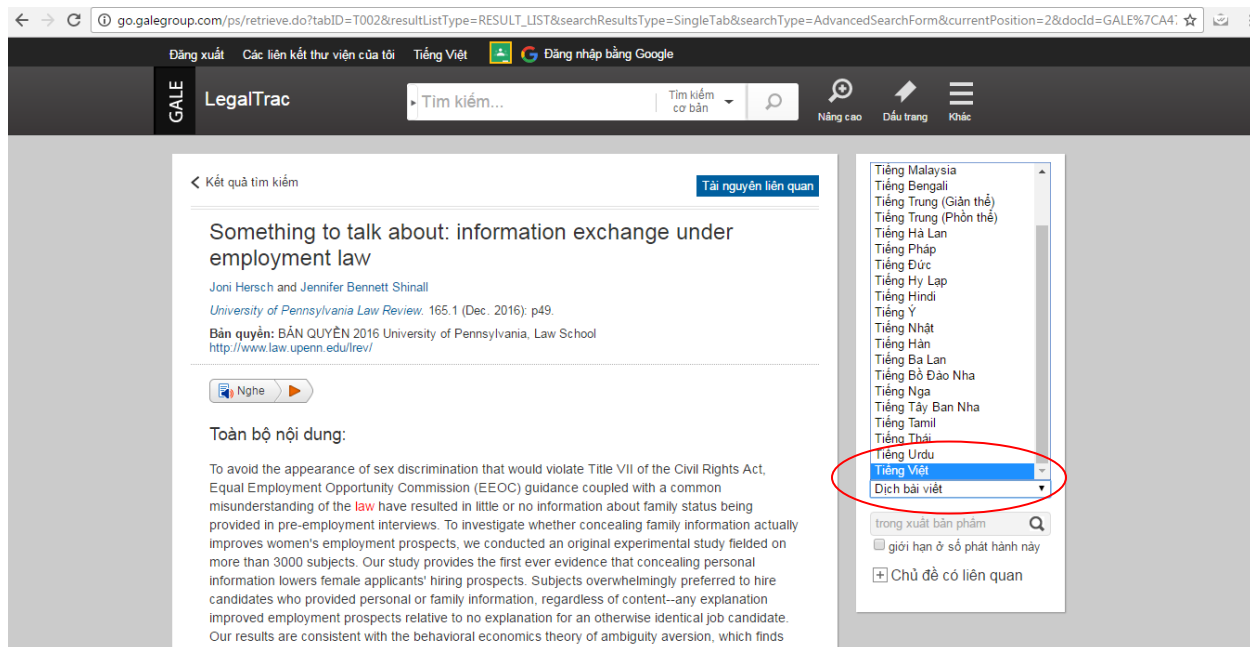 go.galegroup.com/ps/retrieve.do?tabID=T002&resultListType=RESULT_LIST&searchResultsType=SingleTab&searchType=AdvancedSearchForm&currentPosition=2&docId=GALE%7CA4
Đăng xuất Các liên kết thư viện của tôi Tiếng Việt Đăng nhập bằng Google
GALE
LegalTrac
Tìm kiếm...
Tìm kiếm
cơ bản
Nâng cao Dấu trang Khác
Kết quả tìm kiếm
Tài nguyên liên quan
Something to talk about: information exchange under
employment law
Joni Hersch and Jennifer Bennett Shinall
University of Pennsylvania Law Review. 165.1 (Dec. 2016): p49.
Bản quyền: BẢN QUYỀN 2016 University of Pennsylvania, Law School
http://www.law.upenn.edu/lrev/
Nghe
Toàn bộ nội dung:
To avoid the appearance of sex discrimination that would violate Title VII of the Civil Rights Act,
Equal Employment Opportunity Commission (EEOC) guidance coupled with a common
misunderstanding of the law have resulted in little or no information about family status being
provided in pre-employment interviews. To investigate whether concealing family information actually
improves women's employment prospects, we conducted an original experimental study fielded on
more than 3000 subjects. Our study provides the first ever evidence that concealing personal
information lowers female applicants' hiring prospects. Subjects overwhelmingly preferred to hire
candidates who provided personal or family information, regardless of content--any explanation
improved employment prospects relative to no explanation for an otherwise identical job candidate.
Our results are consistent with the behavioral economics theory of ambiguity aversion, which finds
Tiếng Malaysia
Tiếng Bengali
Tiếng Trung (Giản thể)
Tiếng Trung (Phồn thể)
Tiếng Hà Lan
Tiếng Pháp
Tiếng Đức
Tiếng Hy Lạp
Tiếng Hindi
Tiếng Ý
Tiếng Nhật
Tiếng Hàn
Tiếng Ba Lan
Tiếng Bồ Đào Nha
Tiếng Nga
Tiếng Tây Ban Nha
Tiếng Tamil
Tiếng Thái
Tiếng Urdu
Tiếng Việt
Dịch bài viết
trong xuất bản phẩm
giới hạn ở số phát hành này
Chủ đề có liên quan